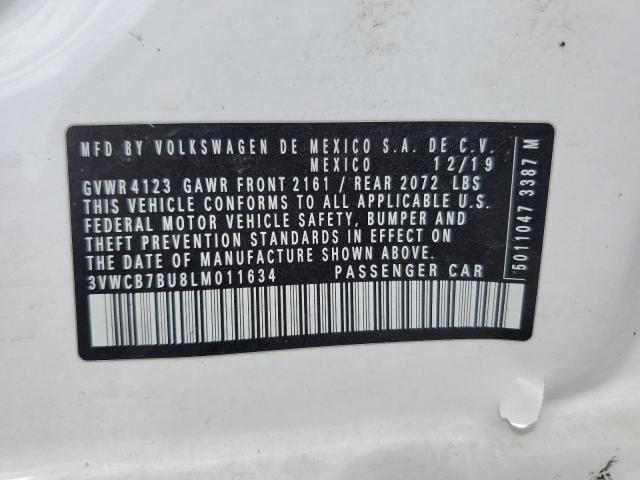 MFD BY VOLKSWAGEN DE MEXICO S.A. DE C.V.
MEXICO 12/19
GVWR4123 GAWR FRONT 2161 / REAR 2072 LBS
THIS VEHICLE CONFORMS TO ALL APPLICABLE U.S.
FEDERAL MOTOR VEHICLE SAFETY, BUMPER AND
THEFT PREVENTION STANDARDS IN EFFECT ON
THE DATE OF MANUFACTURE SHOWN ABOVE.
3VWCB7BU8LM011634 PASSENGER CAR
5011047 3387 M